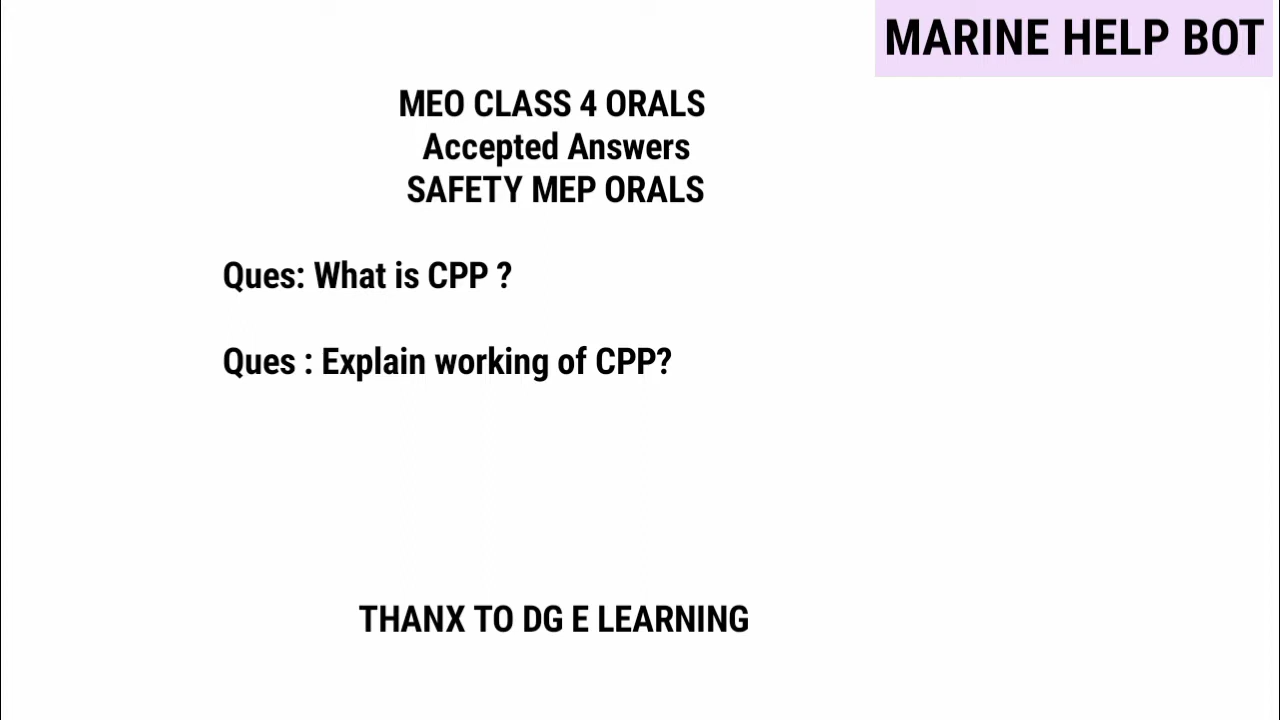 MARINE HELP BOT
MEO CLASS 4 ORALS
Accepted Answers
SAFETY MEP ORALS
Ques: What is CPP ?
Ques : Explain working of CPP?
THANX TO DG E LEARNING